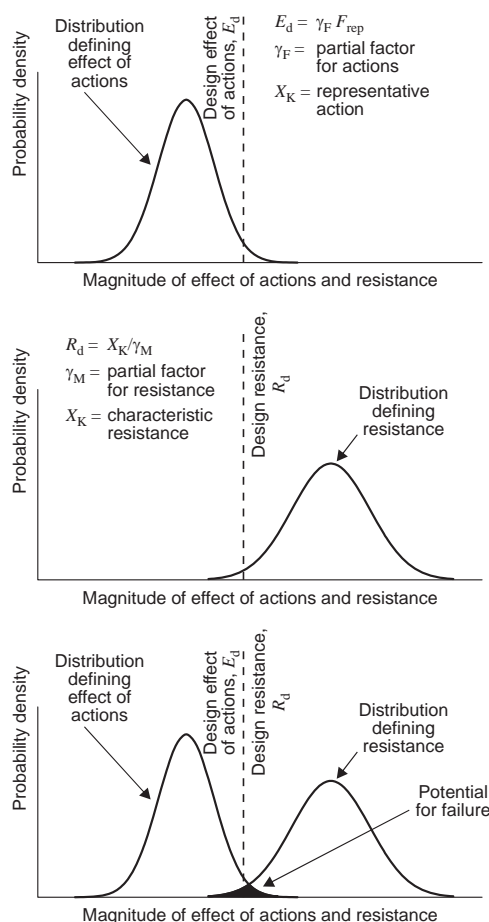 Distribution
defining
effect of
actions
Design effect
of actions, E_d
E_d = γ_F F_rep
γ_F = partial factor
for actions
X_K = representative
action
Probability density
Magnitude of effect of actions and resistance
R_d = X_K/γ_M
γ_M = partial factor
for resistance
X_K = characteristic
resistance
Design resistance,
R_d
Distribution
defining
resistance
Probability density
Magnitude of effect of actions and resistance
Distribution
defining
effect of
actions
Design effect
of actions, E_d
Design resistance,
R_d
Distribution
defining
resistance
Potential
for failure
Probability density
Magnitude of effect of actions and resistance